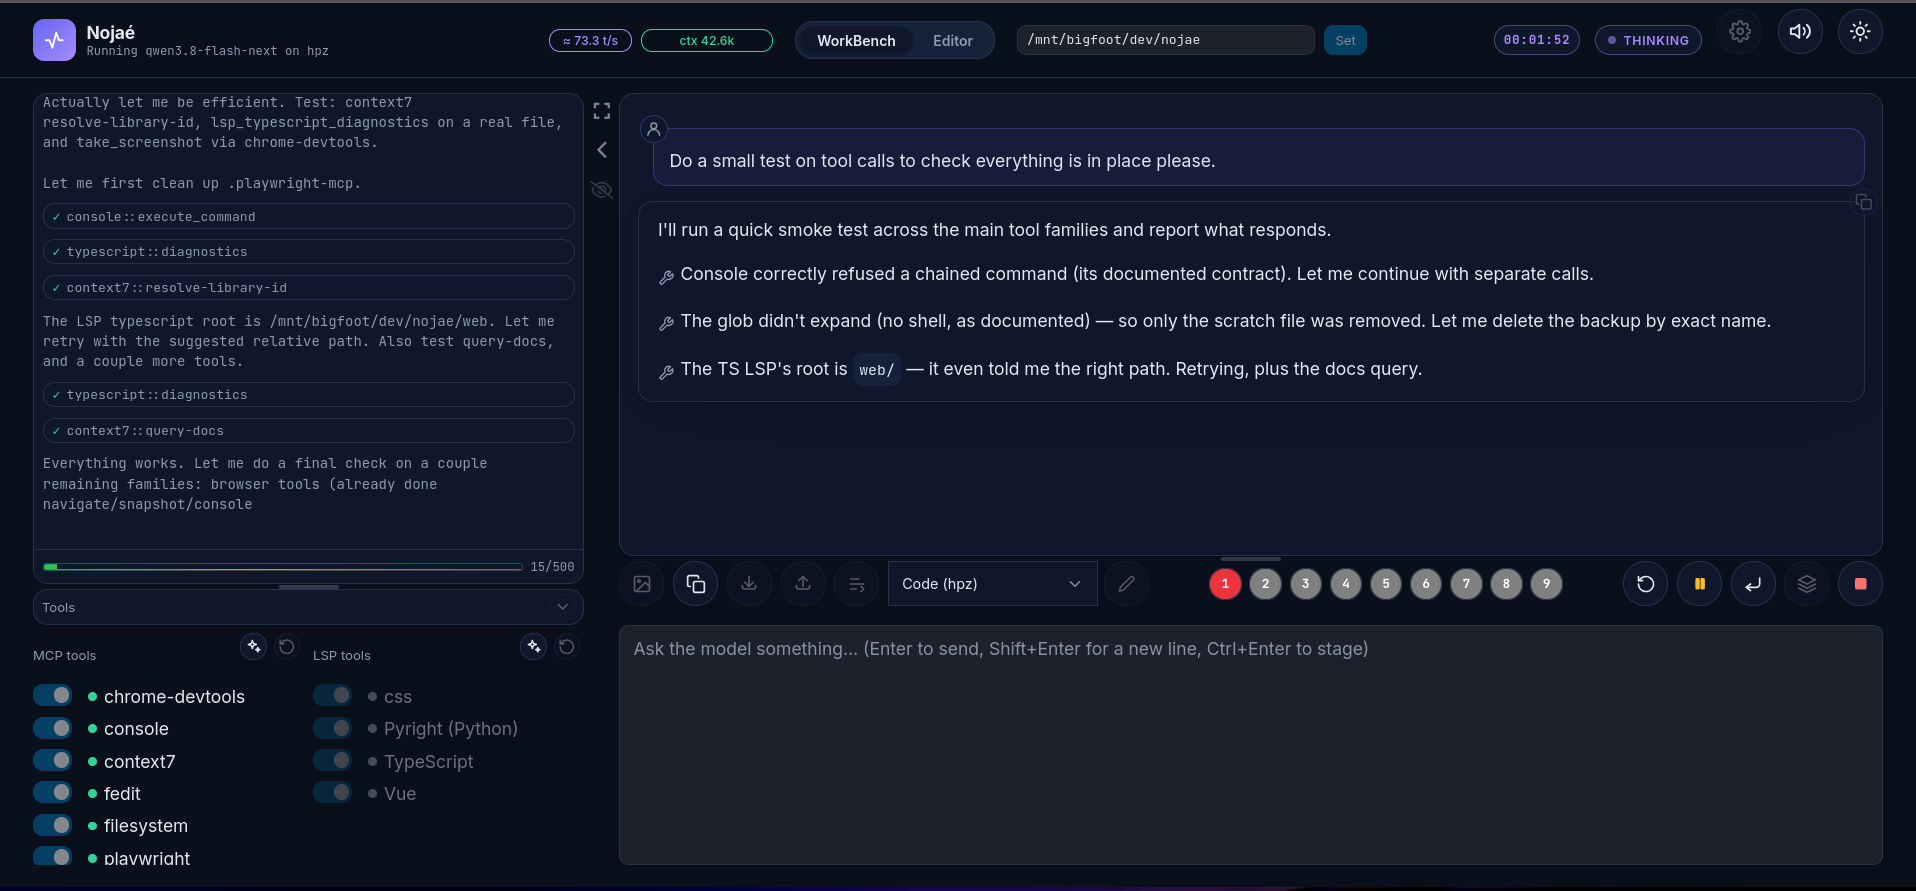 Nojaé
Running qwen3.8-flash-next on hpz
≈ 73.3 t/s
ctx 42.6k
WorkBench
Editor
/mnt/bigfoot/dev/nojae
Set
00:01:52
THINKING
Actually let me be efficient. Test: context7
resolve-library-id, lsp_typescript_diagnostics on a real file,
and take_screenshot via chrome-devtools.
Let me first clean up .playwright-mcp.
✓ console::execute_command
✓ typescript::diagnostics
✓ context7::resolve-library-id
The LSP typescript root is /mnt/bigfoot/dev/nojae/web. Let me
retry with the suggested relative path. Also test query-docs,
and a couple more tools.
✓ typescript::diagnostics
✓ context7::query-docs
Everything works. Let me do a final check on a couple
remaining families: browser tools (already done
navigate/snapshot/console
15/500
Tools
MCP tools
chrome-devtools
console
context7
fedit
filesystem
playwright
LSP tools
css
Pyright (Python)
TypeScript
Vue
Do a small test on tool calls to check everything is in place please.
I'll run a quick smoke test across the main tool families and report what responds.
Console correctly refused a chained command (its documented contract). Let me continue with separate calls.
The glob didn't expand (no shell, as documented) — so only the scratch file was removed. Let me delete the backup by exact name.
The TS LSP's root is web/ — it even told me the right path. Retrying, plus the docs query.
Code (hpz)
1 2 3 4 5 6 7 8 9
Ask the model something... (Enter to send, Shift+Enter for a new line, Ctrl+Enter to stage)